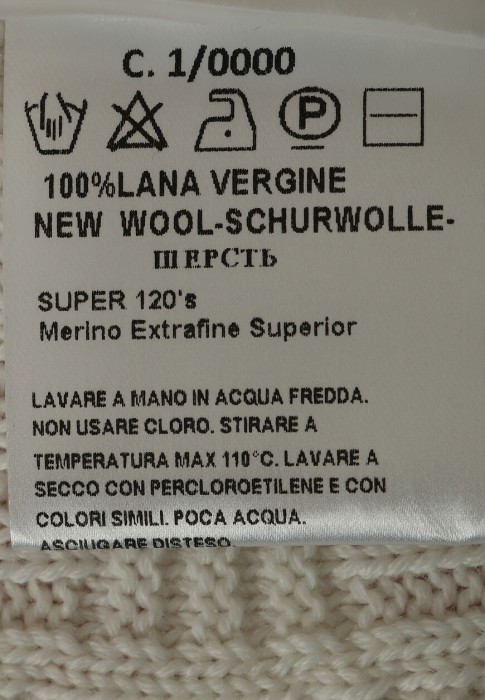 C. 1/0000
P
100%LANA VERGINE
NEW WOOL-SCHURWOLLE-
ШЕРСТЬ
SUPER 120's
Merino Extrafine Superior
LAVARE A MANO IN ACQUA FREDDA.
NON USARE CLORO. STIRARE A
TEMPERATURA MAX 110°C. LAVARE A
SECCO CON PERCLOROETILENE E CON
COLORI SIMILI. POCA ACQUA.
ASCIUGARE DISTESO.